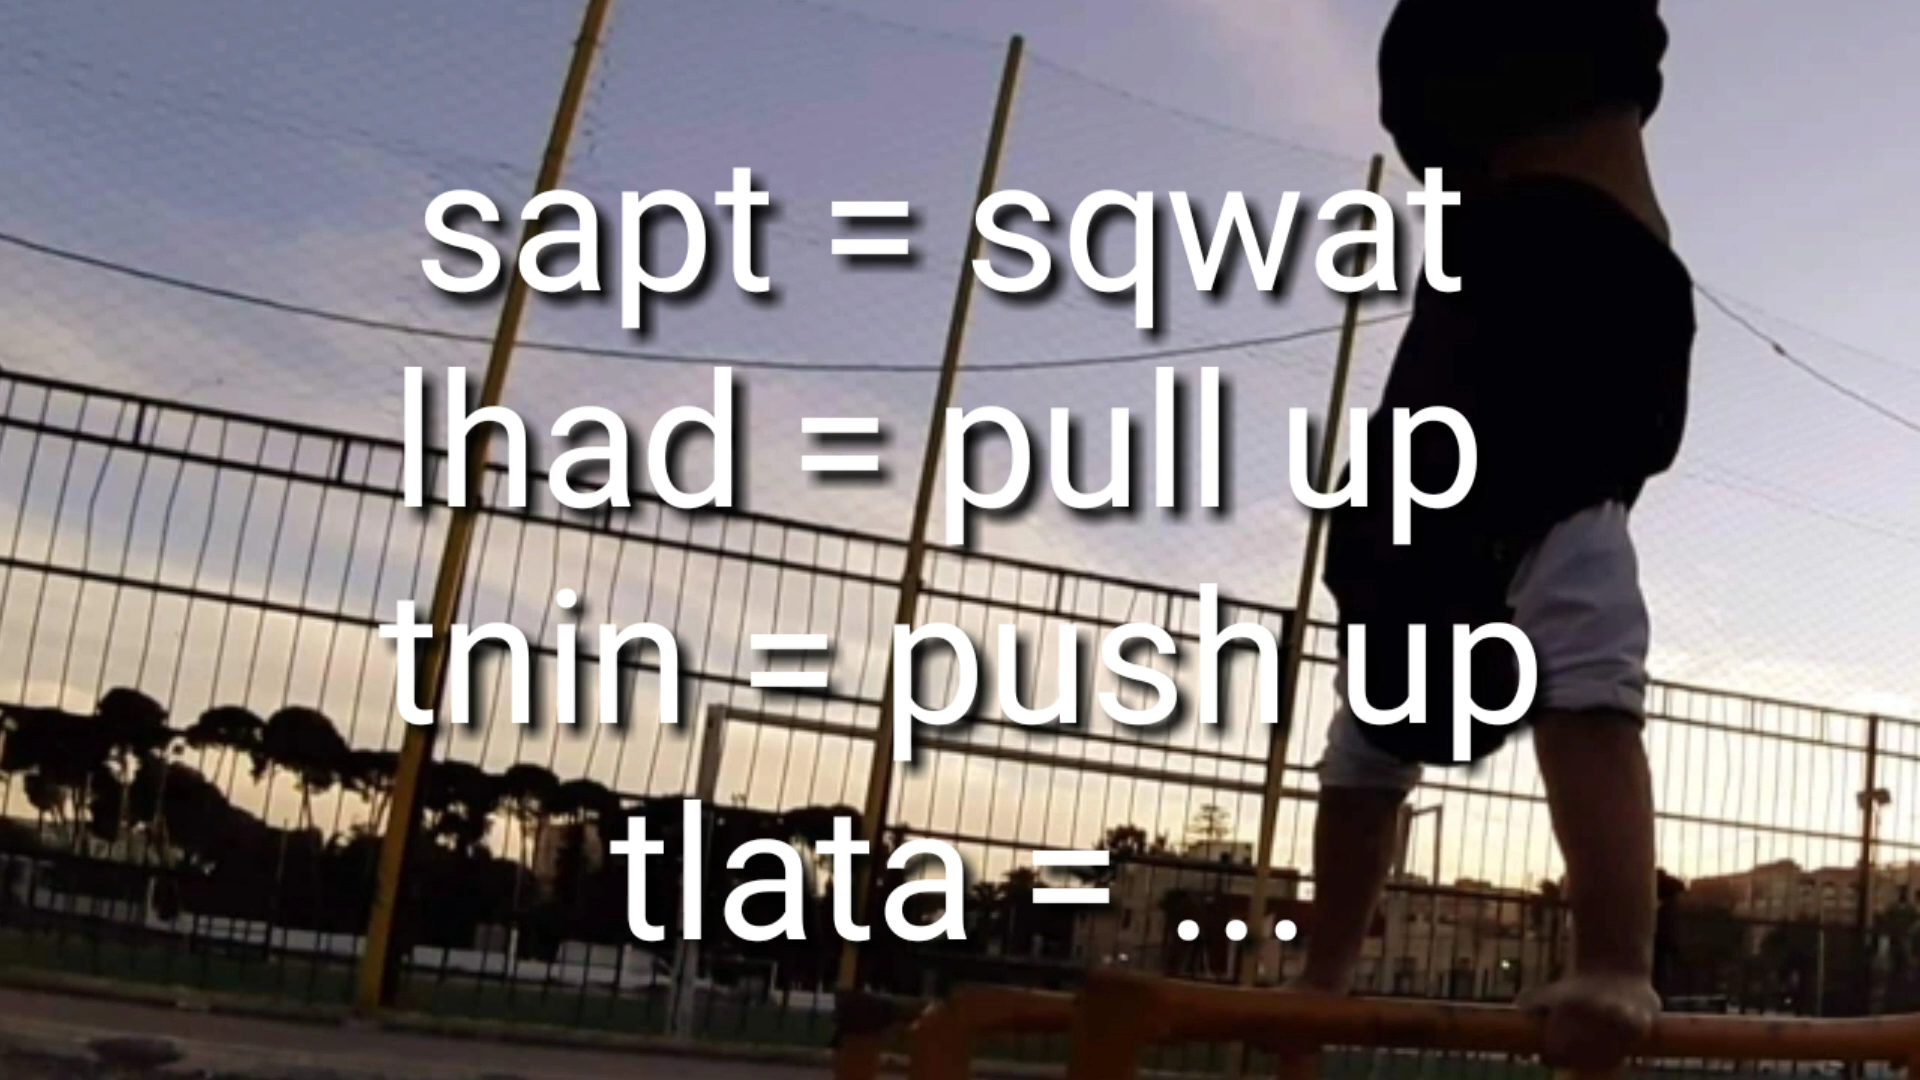 sapt = sqwat
lhad = pull up
tnin = push up
tlata = ...